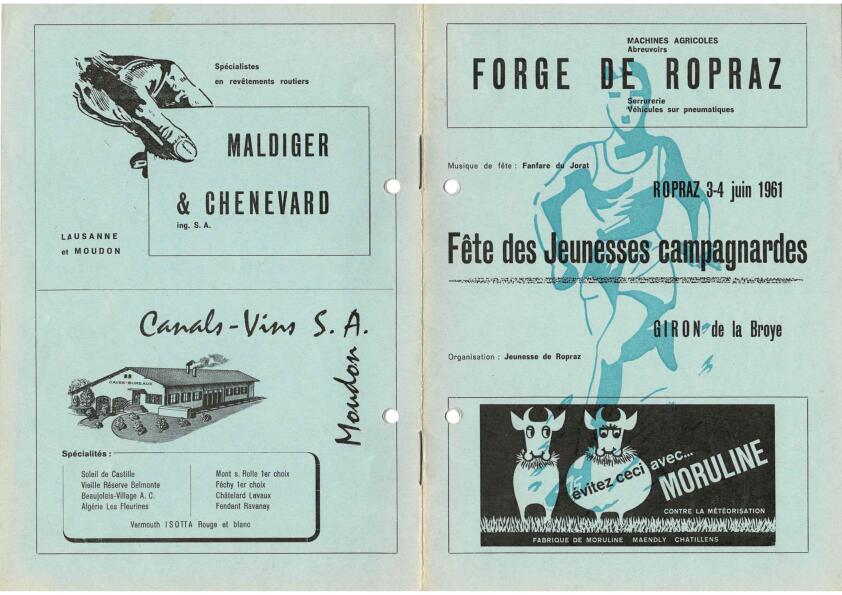 Spécialistes
en revêtements routiers
MALDIGER
& CHENEVARD
ing. S. A.
LAUSANNE
et MOUDON
Canals-Vins S. A.
Moudon
CAVES-BUREAUX
Spécialités :
Soleil de Castille
Vieille Réserve Belmonte
Beaujolais-Village A. C.
Algérie Les Fleurines
Mont s. Rolle 1er choix
Féchy 1er choix
Châtelard Lavaux
Fendant Ravanay
Vermouth ISOTTA Rouge et blanc
MACHINES AGRICOLES
Abreuvoirs
FORGE DE ROPRAZ
Serrurerie
Véhicules sur pneumatiques
Musique de fête : Fanfare du Jorat
ROPRAZ 3-4 juin 1961
Fête des Jeunesses campagnardes
GIRON de la Broye
Organisation : Jeunesse de Ropraz
évitez ceci avec...
MORULINE
CONTRE LA MÉTÉORISATION
FABRIQUE DE MORULINE MAENDLY CHATILLENS